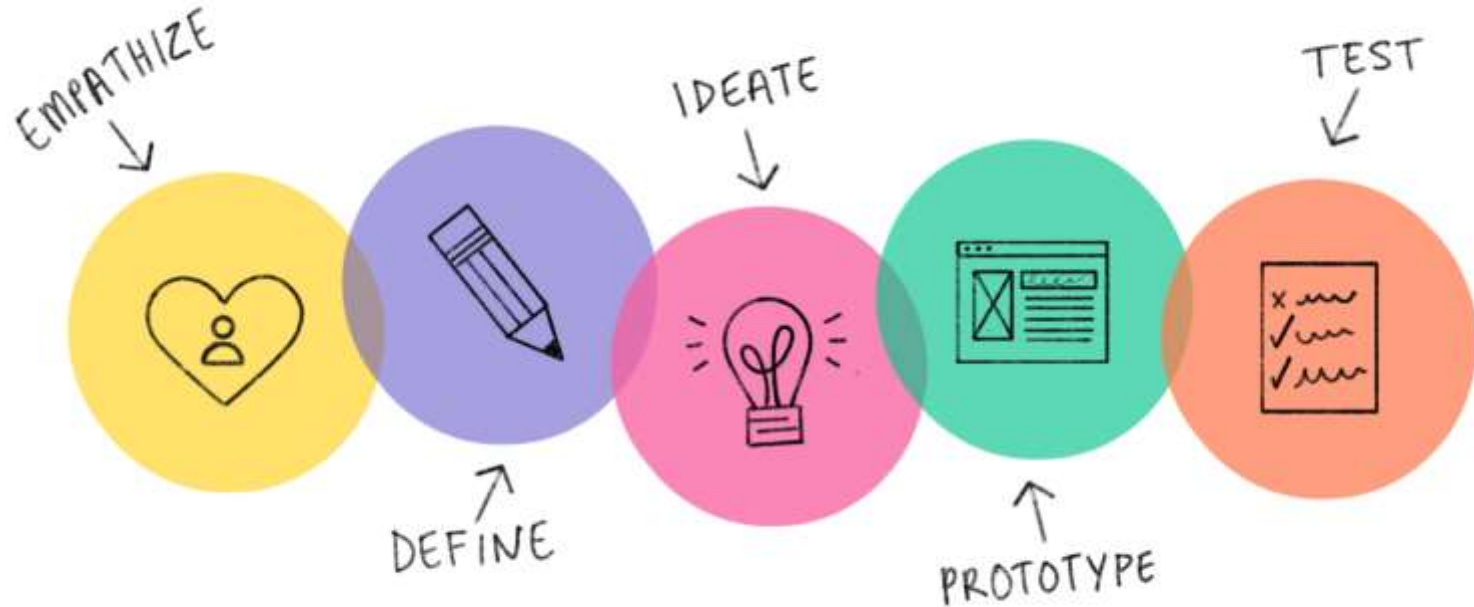 EMPATHIZE
DEFINE
IDEATE
PROTOTYPE
TEST